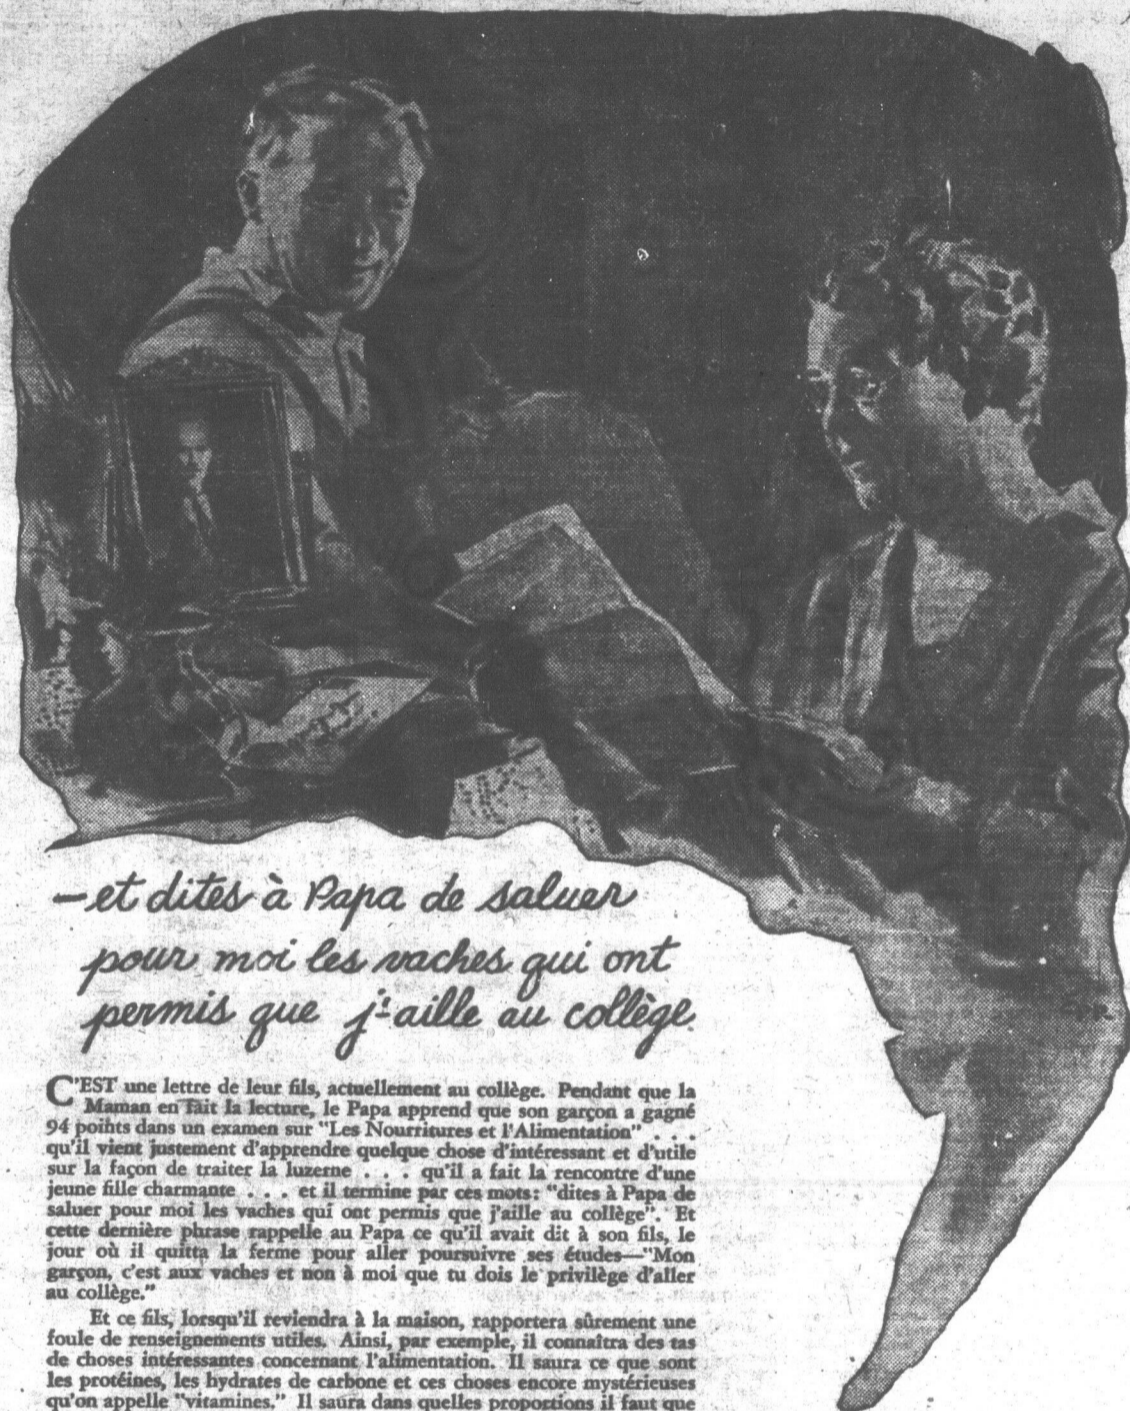 —et dites à Papa de saluer
pour moi les vaches qui ont
permis que j'aille au collège
C'EST une lettre de leur fils, actuellement au collège. Pendant que la
Maman en fait la lecture, le Papa apprend que son garçon a gagné
94 points dans un examen sur "Les Nourritures et l'Alimentation" . . .
qu'il vient justement d'apprendre quelque chose d'intéressant et d'utile
sur la façon de traiter la luzerne . . . qu'il a fait la rencontre d'une
jeune fille charmante . . . et il termine par ces mots: "dites à Papa de
saluer pour moi les vaches qui ont permis que j'aille au collège". Et
cette dernière phrase rappelle au Papa ce qu'il avait dit à son fils, le
jour où il quitta la ferme pour aller poursuivre ses études—"Mon
garçon, c'est aux vaches et non à moi que tu dois le privilège d'aller
au collège."
Et ce fils, lorsqu'il reviendra à la maison, rapportera sûrement une
foule de renseignements utiles. Ainsi, par exemple, il connaîtra des tas
de choses intéressantes concernant l'alimentation. Il saura ce que sont
les protéines, les hydrates de carbone et ces choses encore mystérieuses
qu'on appelle "vitamines." Il saura dans quelles proportions il faut que